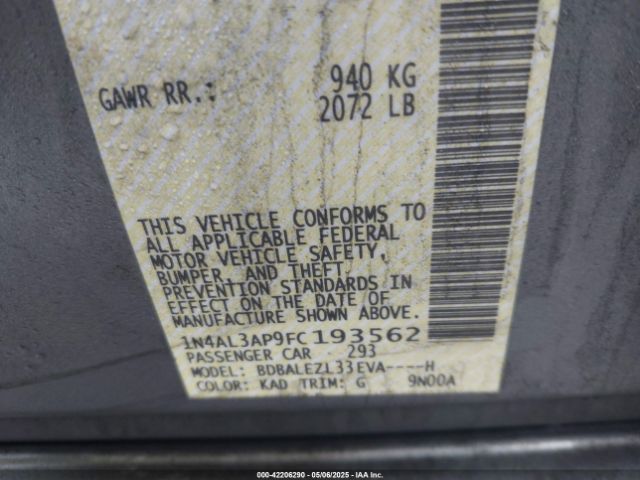 GAWR RR.: 940 KG
2072 LB
THIS VEHICLE CONFORMS TO
ALL APPLICABLE FEDERAL
MOTOR VEHICLE SAFETY,
BUMPER, AND THEFT
PREVENTION STANDARDS IN
EFFECT ON THE DATE OF
MANUFACTURE SHOWN ABOVE.
1N4AL3AP9FC193562
PASSENGER CAR 293
MODEL: BDBALEZL33EVA----H
COLOR: KAD TRIM: G 9N00A
000-42206290 - 05/06/2025 - IAA Inc.